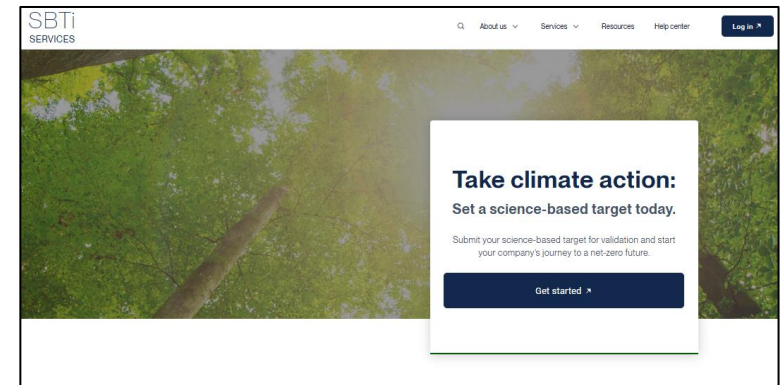 SBTi
SERVICES
About us
Services
Resources
Help center
Log in
Take climate action:
Set a science-based target today.
Submit your science-based target for validation and start
your company's journey to a net-zero future.
Get started